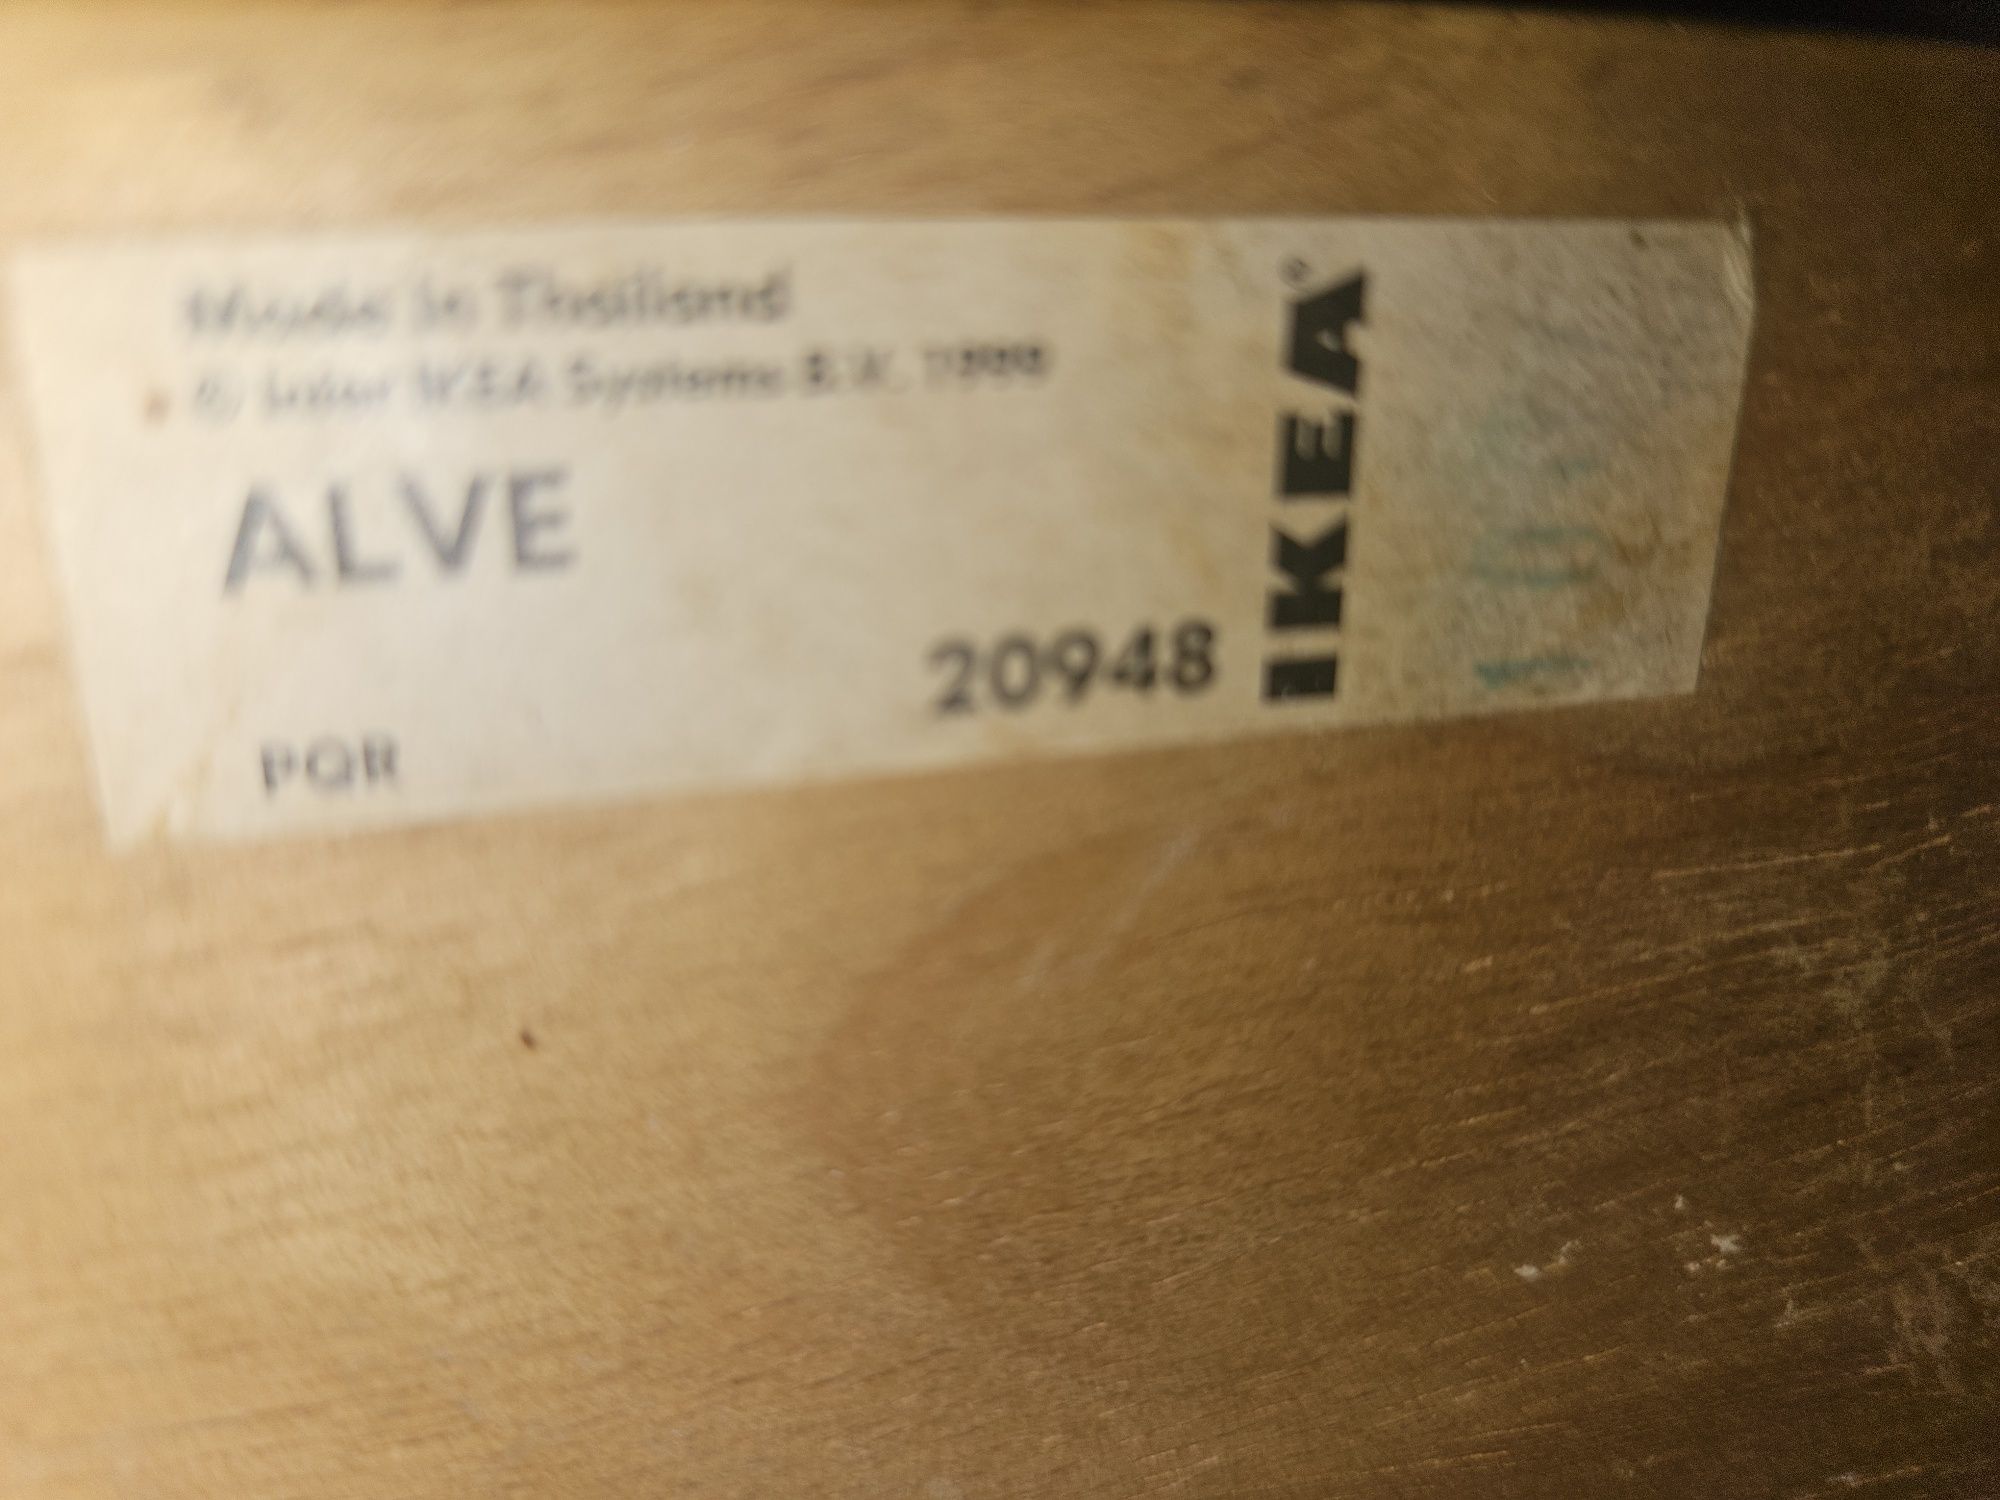 Made in Thailand
© Inter IKEA Systems B.V. 1999
ALVE
20948
PQR
IKEA®